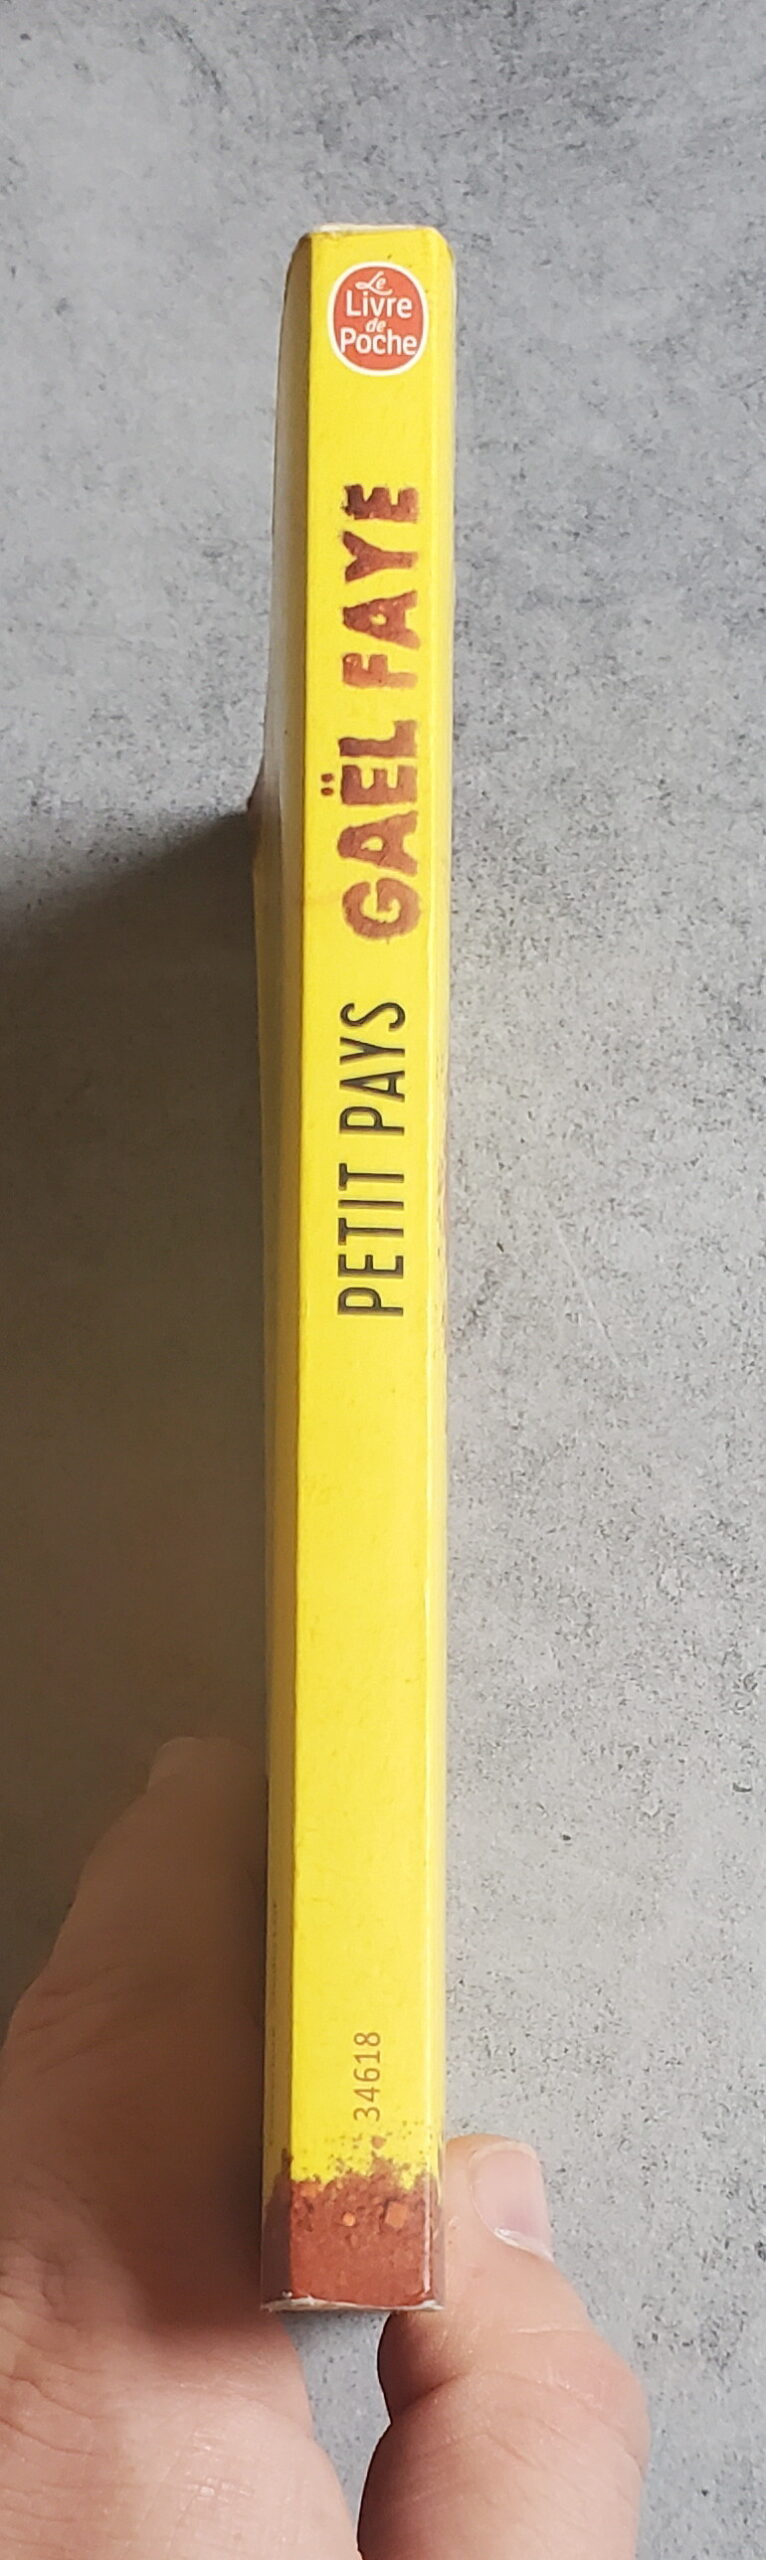 Le
Livre
de
Poche
GAËL FAYE
PETIT PAYS
34618